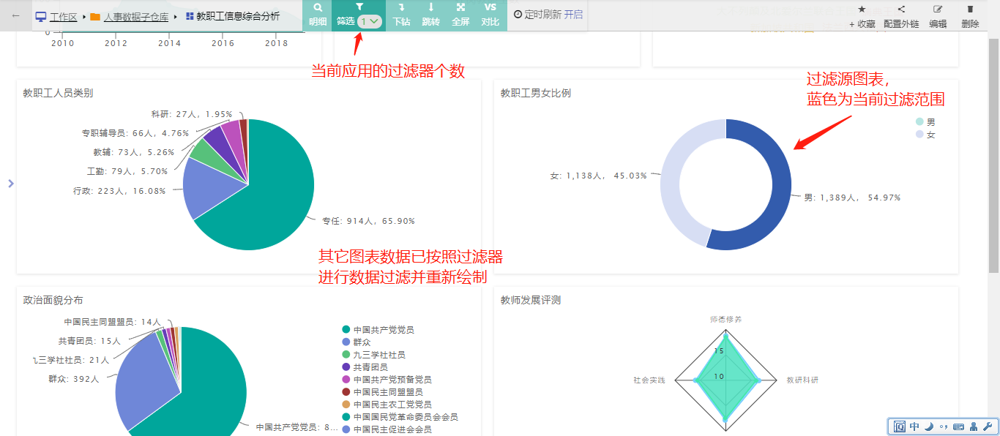 ← 工作区 人事数据子仓库 教职工信息综合分析 明细 筛选 1 下钻 跳转 全屏 VS 对比 定时刷新 开启 + 收藏 配置外链 编辑 删除
0
2010 2012 2014 2016 2018
当前应用的过滤器个数
教职工人员类别
科研: 27人, 1.95%
专职辅导员: 66人, 4.76%
教辅: 73人, 5.26%
工勤: 79人, 5.70%
行政: 223人, 16.08%
专任: 914人, 65.90%
教职工男女比例
过滤源图表,
蓝色为当前过滤范围
男
女
女: 1,138人, 45.03%
男: 1,389人, 54.97%
其它图表数据已按照过滤器
进行数据过滤并重新绘制
政治面貌分布
中国民主同盟盟员: 14人
共青团员: 15人
九三学社社员: 21人
群众: 392人
中国共产党党员: 8...
中国共产党党员
群众
九三学社社员
共青团员
中国共产党预备党员
中国民主同盟盟员
中国民主农工党党员
中国国民党革命委员会会员
中国民主促进会会员
教师发展评测
师德修养
15
10
社会实践
教研科研
中